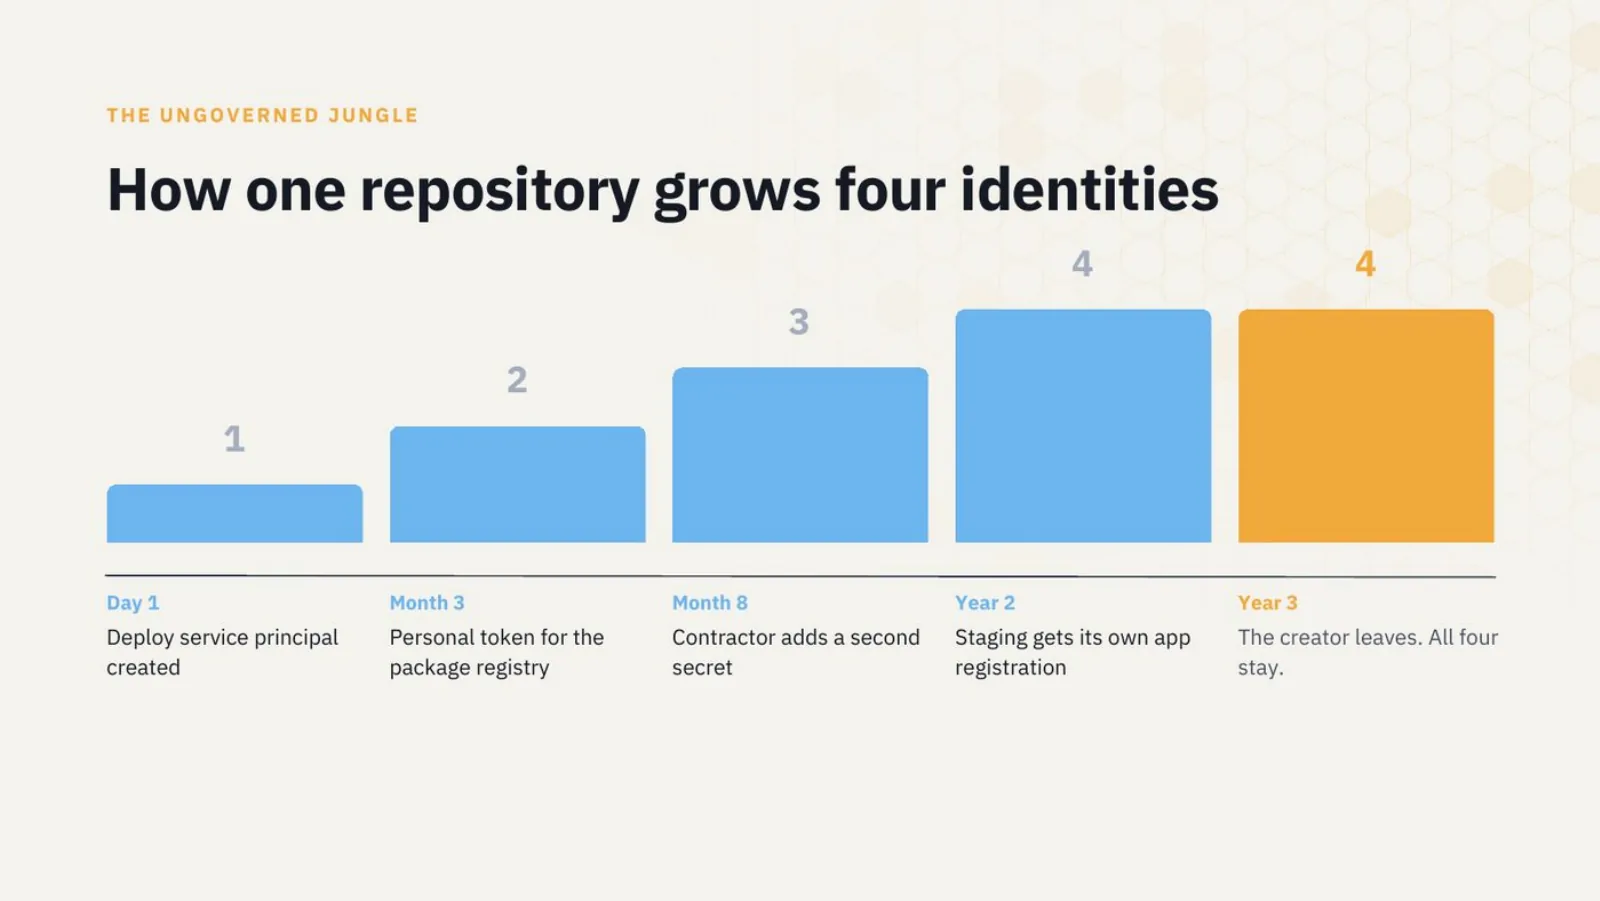 THE UNGOVERNED JUNGLE
How one repository grows four identities
1
2
3
4
4
Day 1
Deploy service principal
created
Month 3
Personal token for the
package registry
Month 8
Contractor adds a second
secret
Year 2
Staging gets its own app
registration
Year 3
The creator leaves. All four
stay.